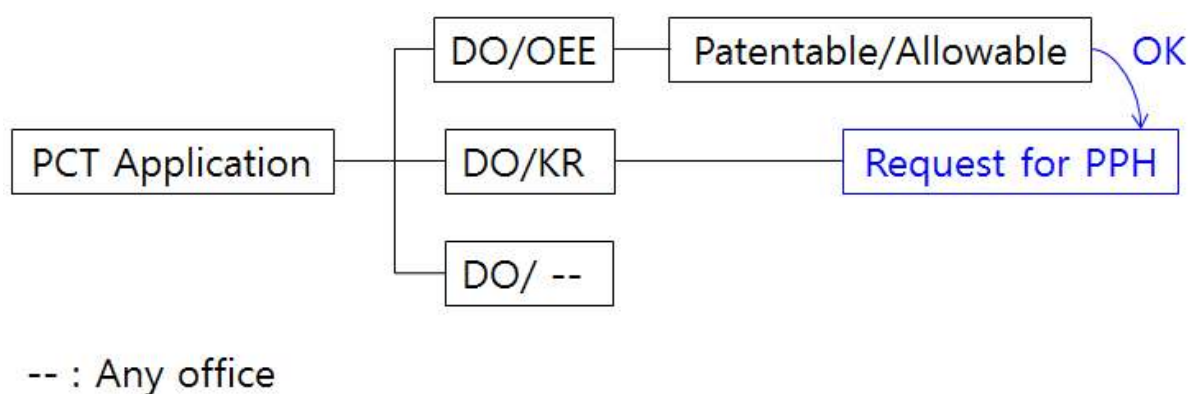 DO/OEE
Patentable/Allowable
OK
PCT Application
DO/KR
Request for PPH
DO/ --
-- : Any office